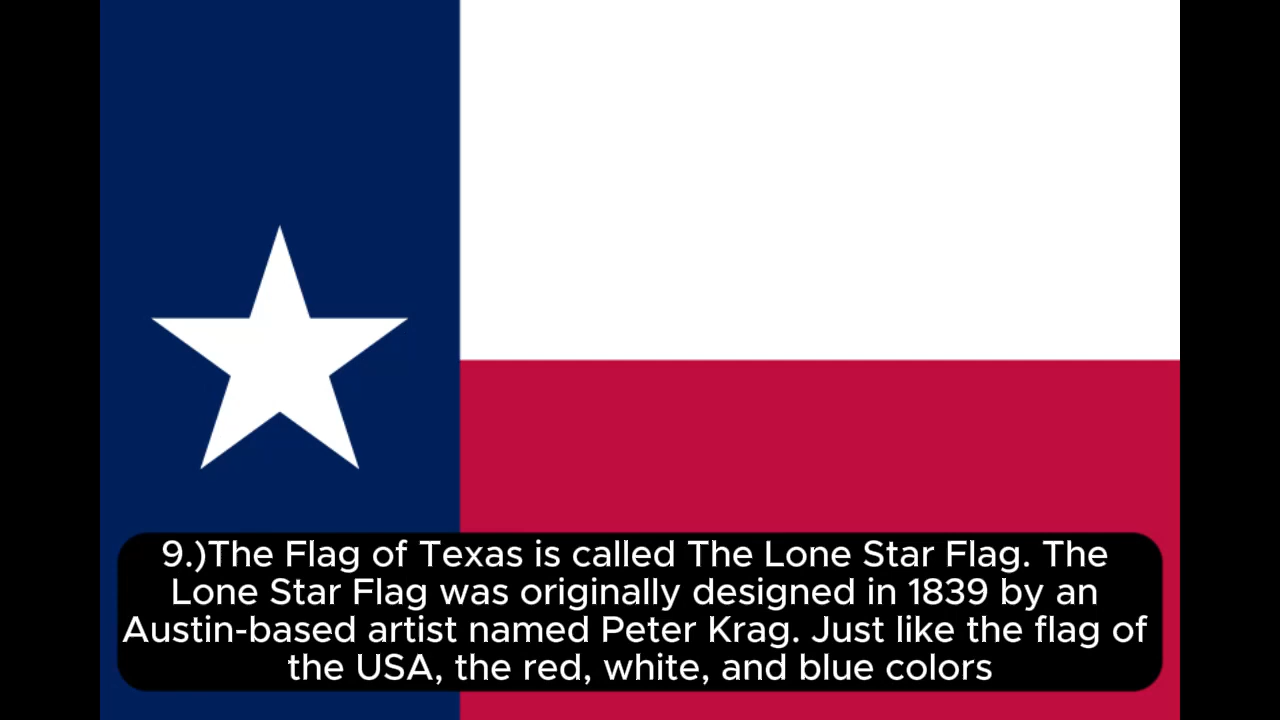 9.)The Flag of Texas is called The Lone Star Flag. The
Lone Star Flag was originally designed in 1839 by an
Austin-based artist named Peter Krag. Just like the flag of
the USA, the red, white, and blue colors